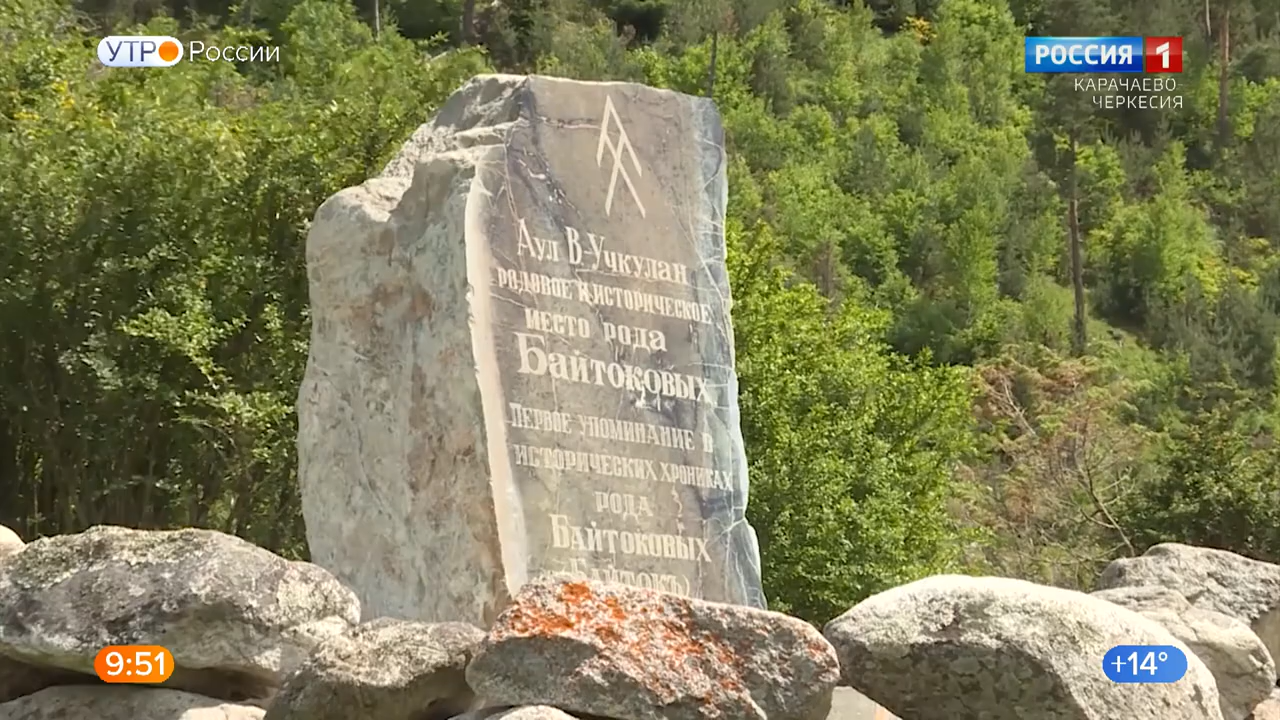 УТРО России
РОССИЯ 1
КАРАЧАЕВО-
ЧЕРКЕСИЯ
Аул В-Учкулан
родовое и историческое
место рода
Байтоковых
Первое упоминание в
исторических хрониках
рода
Байтоковых
(Байтокъ)
9:51
+14°